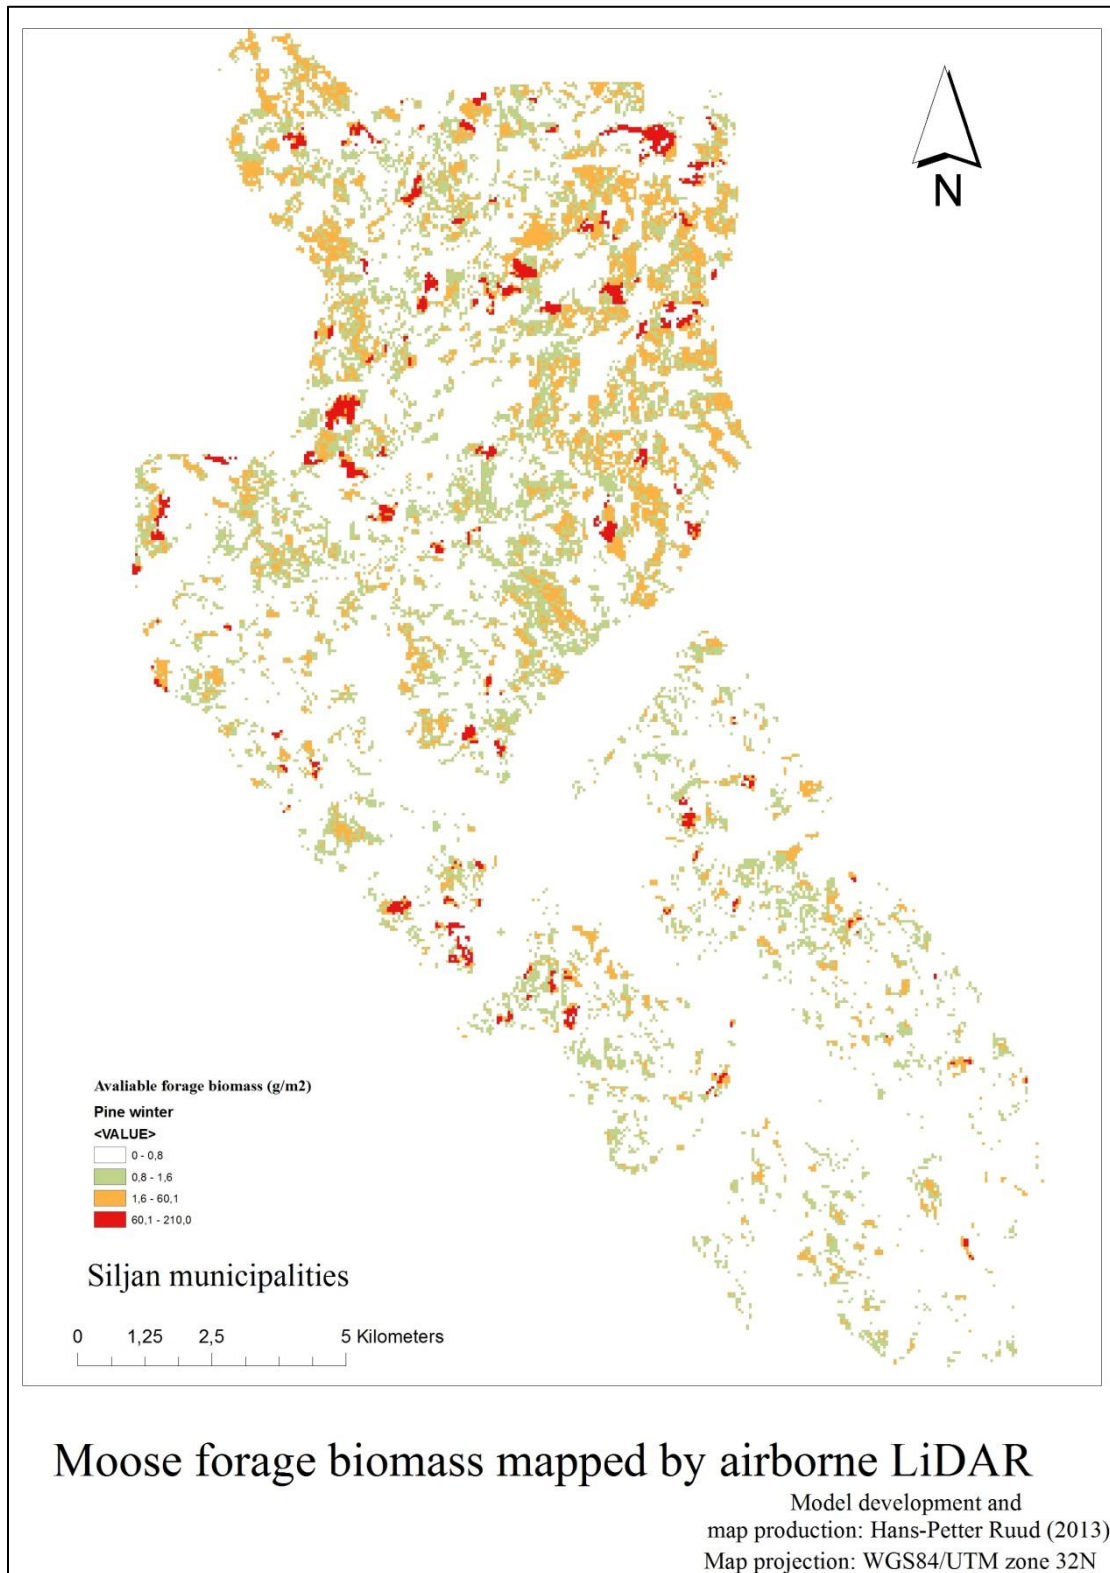 N
Avaliable forage biomass (g/m2)
Pine winter
<VALUE>
0 - 0,8
0,8 - 1,6
1,6 - 60,1
60,1 - 210,0
Siljan municipalities
0 1,25 2,5 5 Kilometers
Moose forage biomass mapped by airborne LiDAR
Model development and
map production: Hans-Petter Ruud (2013)
Map projection: WGS84/UTM zone 32N